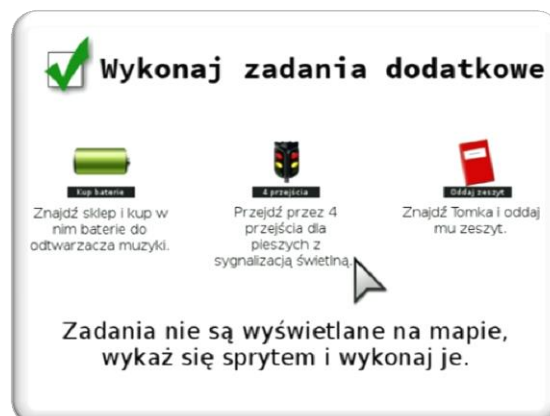 Wykonaj zadania dodatkowe
Kup baterie
Znajdź sklep i kup w
nim baterie do
odtwarzacza muzyki.
4 przejścia
Przejdź przez 4
przejścia dla
pieszych z
sygnalizacją świetlną.
Oddaj zeszyt
Znajdź Tomka i oddaj
mu zeszyt.
Zadania nie są wyświetlane na mapie,
wykaż się sprytem i wykonaj je.